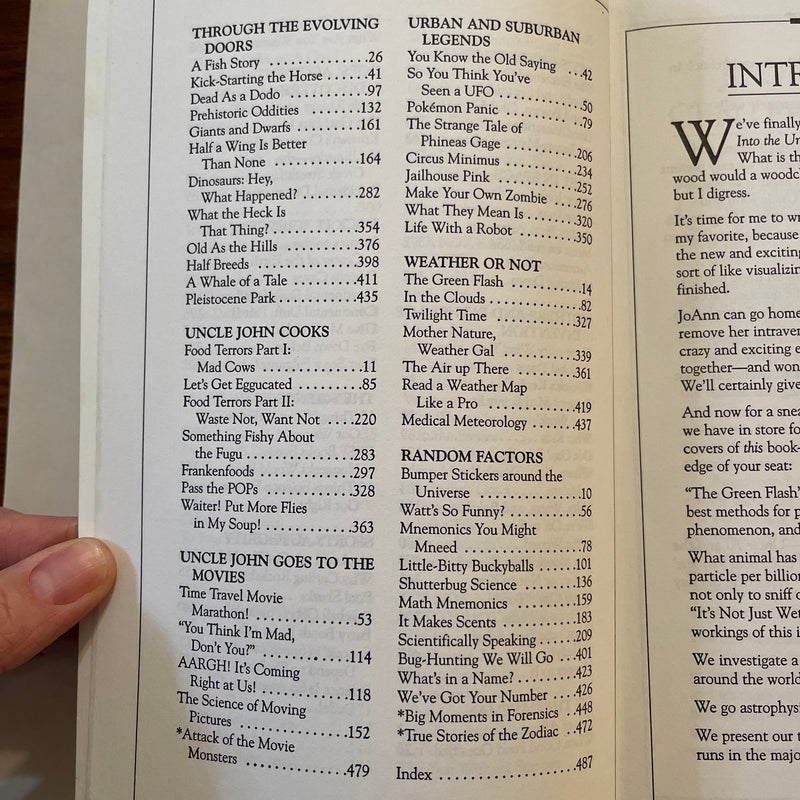 THROUGH THE EVOLVING
DOORS
A Fish Story .............26
Kick-Starting the Horse ......41
Dead As a Dodo ..........97
Prehistoric Oddities ........132
Giants and Dwarfs .........161
Half a Wing Is Better
Than None ............164
Dinosaurs: Hey,
What Happened? ........282
What the Heck Is
That Thing? ............354
Old As the Hills ..........376
Half Breeds ..............398
A Whale of a Tale .........411
Pleistocene Park ..........435
UNCLE JOHN COOKS
Food Terrors Part I:
Mad Cows .............11
Let's Get Eggucated ........85
Food Terrors Part II:
Waste Not, Want Not ....220
Something Fishy About
the Fugu ..............283
Frankenfoods .............297
Pass the POPs ............328
Waiter! Put More Flies
in My Soup! ............363
UNCLE JOHN GOES TO THE
MOVIES
Time Travel Movie
Marathon! .............53
"You Think I'm Mad,
Don't You?" ............114
AARGH! It's Coming
Right at Us! ............118
The Science of Moving
Pictures ..............152
*Attack of the Movie
Monsters ..............479
URBAN AND SUBURBAN
LEGENDS
You Know the Old Saying ..42
So You Think You've
Seen a UFO ............50
Pokémon Panic ..........79
The Strange Tale of
Phineas Gage ..........206
Circus Minimus ..........234
Jailhouse Pink ..........252
Make Your Own Zombie ...276
What They Mean Is .......320
Life With a Robot ........350
WEATHER OR NOT
The Green Flash ..........14
In the Clouds ............82
Twilight Time ...........327
Mother Nature,
Weather Gal ...........339
The Air up There .........361
Read a Weather Map
Like a Pro ............419
Medical Meteorology .......437
RANDOM FACTORS
Bumper Stickers around the
Universe ..............10
Watt's So Funny? ..........56
Mnemonics You Might
Mneed ................78
Little-Bitty Buckyballs ......101
Shutterbug Science ........136
Math Mnemonics .........159
It Makes Scents ..........183
Scientifically Speaking ......209
Bug-Hunting We Will Go ...401
What's in a Name? ........423
We've Got Your Number ...426
*Big Moments in Forensics ..448
*True Stories of the Zodiac ..472
Index ...................487
We've finally
Into the Un
What is th
wood would a woodc
but I digress.
It's time for me to wr
my favorite, because
the new and exciting
sort of like visualizin
finished.
JoAnn can go home
remove her intraven
crazy and exciting e
together—and won
We'll certainly give
And now for a snea
we have in store fo
covers of this book—
edge of your seat:
"The Green Flash"
best methods for p
phenomenon, and
What animal has
particle per billion
not only to sniff o
"It's Not Just Wet
workings of this i
We investigate a
around the world
We go astrophys
We present our t
runs in the majo